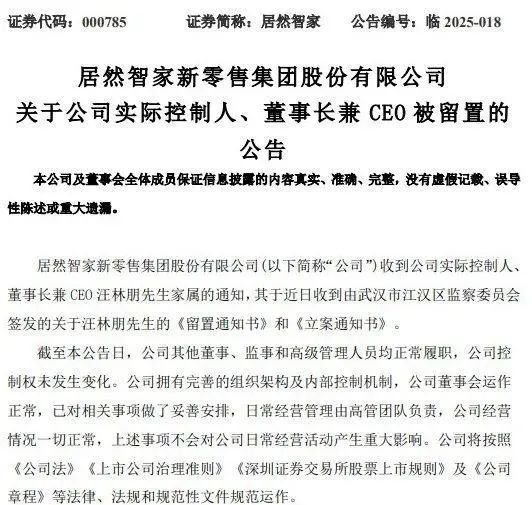 证券代码：000785 证券简称：居然智家 公告编号：临 2025-018
居然智家新零售集团股份有限公司
关于公司实际控制人、董事长兼 CEO 被留置的
公告
本公司及董事会全体成员保证信息披露的内容真实、准确、完整，没有虚假记载、误导
性陈述或重大遗漏。
居然智家新零售集团股份有限公司(以下简称“公司”)收到公司实际控制人、
董事长兼 CEO 汪林朋先生家属的通知，其于近日收到由武汉市江汉区监察委员会
签发的关于汪林朋先生的《留置通知书》和《立案通知书》。
截至本公告日，公司其他董事、监事和高级管理人员均正常履职，公司控
制权未发生变化。公司拥有完善的组织架构及内部控制机制，公司董事会运作
正常，已对相关事项做了妥善安排，日常经营管理由高管团队负责，公司经营
情况一切正常，上述事项不会对公司日常经营活动产生重大影响。公司将按照
《公司法》《上市公司治理准则》《深圳证券交易所股票上市规则》及《公司
章程》等法律、法规和规范性文件规范运作。